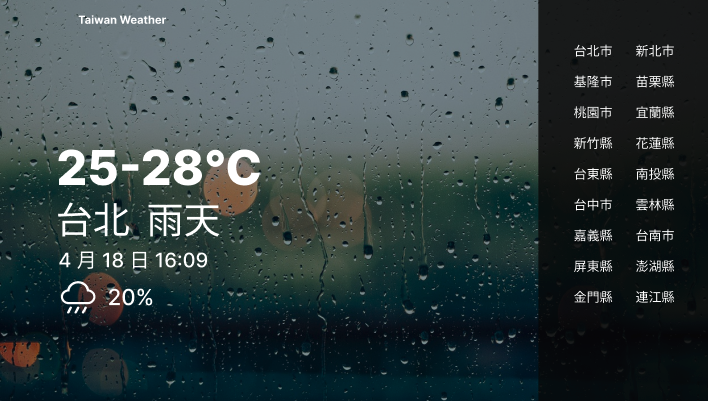 Taiwan Weather
25-28°C
台北 雨天
4 月 18 日 16:09
20%
台北市 新北市
基隆市 苗栗縣
桃園市 宜蘭縣
新竹縣 花蓮縣
台東縣 南投縣
台中市 雲林縣
嘉義縣 台南市
屏東縣 澎湖縣
金門縣 連江縣